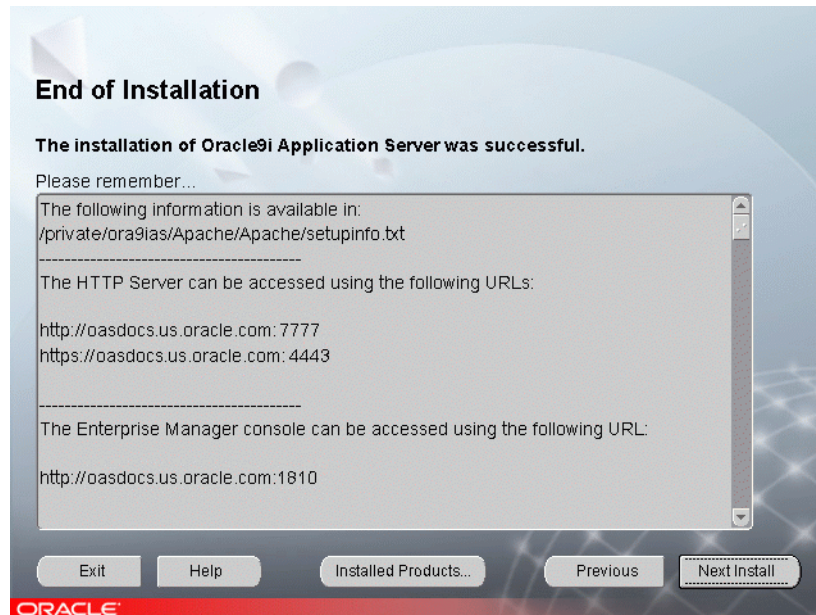 End of Installation
The installation of Oracle9i Application Server was successful.
Please remember...
The following information is available in:
/private/ora9ias/Apache/Apache/setupinfo.txt
-----------------------------------------
The HTTP Server can be accessed using the following URLs:
http://oasdocs.us.oracle.com:7777
https://oasdocs.us.oracle.com:4443
-----------------------------------------
The Enterprise Manager console can be accessed using the following URL:
http://oasdocs.us.oracle.com:1810
Exit
Help
Installed Products...
Previous
Next Install
ORACLE